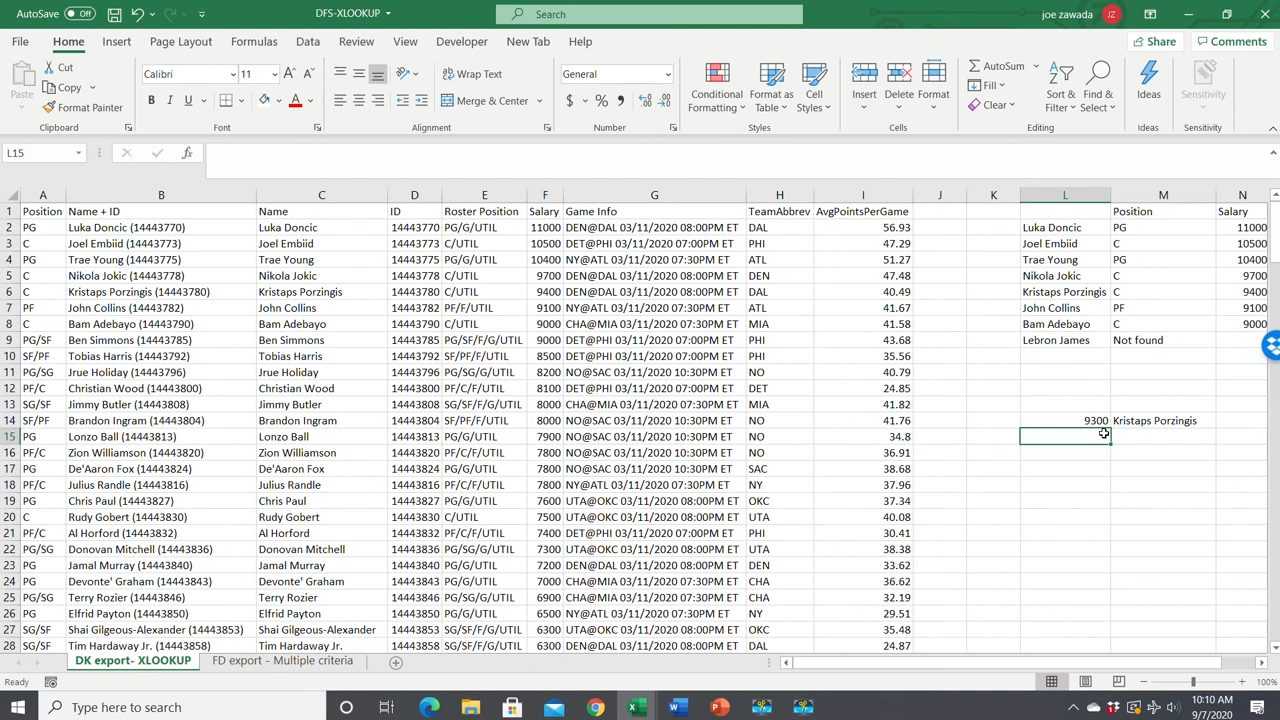 AutoSave Off DFS-XLOOKUP Search joe zawada JZ
File Home Insert Page Layout Formulas Data Review View Developer New Tab Help Share Comments
Paste Cut Copy Format Painter Clipboard
Calibri 11 B I U A Font
Wrap Text Merge & Center Alignment
General $ % Number
Conditional Formatting Format as Table Cell Styles Styles
Insert Delete Format Cells
AutoSum Fill Clear Sort & Filter Find & Select Editing
Ideas Ideas
Sensitivity Sensitivity
L15 fx
A B C D E F G H I J K L M N
1 Position Name + ID Name ID Roster Position Salary Game Info TeamAbbrev AvgPointsPerGame Position Salary
2 PG Luka Doncic (14443770) Luka Doncic 14443770 PG/G/UTIL 11000 DEN@DAL 03/11/2020 08:00PM ET DAL 56.93 Luka Doncic PG 11000
3 C Joel Embiid (14443773) Joel Embiid 14443773 C/UTIL 10500 DET@PHI 03/11/2020 07:00PM ET PHI 47.29 Joel Embiid C 10500
4 PG Trae Young (14443775) Trae Young 14443775 PG/G/UTIL 10400 NY@ATL 03/11/2020 07:30PM ET ATL 51.27 Trae Young PG 10400
5 C Nikola Jokic (14443778) Nikola Jokic 14443778 C/UTIL 9700 DEN@DAL 03/11/2020 08:00PM ET DEN 47.48 Nikola Jokic C 9700
6 C Kristaps Porzingis (14443780) Kristaps Porzingis 14443780 C/UTIL 9400 DEN@DAL 03/11/2020 08:00PM ET DAL 40.49 Kristaps Porzingis C 9400
7 PF John Collins (14443782) John Collins 14443782 PF/F/UTIL 9100 NY@ATL 03/11/2020 07:30PM ET ATL 41.67 John Collins PF 9100
8 C Bam Adebayo (14443790) Bam Adebayo 14443790 C/UTIL 9000 CHA@MIA 03/11/2020 07:30PM ET MIA 41.58 Bam Adebayo C 9000
9 PG/SF Ben Simmons (14443785) Ben Simmons 14443785 PG/SF/F/G/UTIL 9000 DET@PHI 03/11/2020 07:00PM ET PHI 43.68 Lebron James Not found
10 SF/PF Tobias Harris (14443792) Tobias Harris 14443792 SF/PF/F/UTIL 8500 DET@PHI 03/11/2020 07:00PM ET PHI 35.56
11 PG/SG Jrue Holiday (14443796) Jrue Holiday 14443796 PG/SG/G/UTIL 8200 NO@SAC 03/11/2020 10:30PM ET NO 40.79
12 PF/C Christian Wood (14443800) Christian Wood 14443800 PF/C/F/UTIL 8100 DET@PHI 03/11/2020 07:00PM ET DET 24.85
13 SG/SF Jimmy Butler (14443808) Jimmy Butler 14443808 SG/SF/F/G/UTIL 8000 CHA@MIA 03/11/2020 07:30PM ET MIA 41.82
14 SF/PF Brandon Ingram (14443804) Brandon Ingram 14443804 SF/PF/F/UTIL 8000 NO@SAC 03/11/2020 10:30PM ET NO 41.76 9300 Kristaps Porzingis
15 PG Lonzo Ball (14443813) Lonzo Ball 14443813 PG/G/UTIL 7900 NO@SAC 03/11/2020 10:30PM ET NO 34.8
16 PF/C Zion Williamson (14443820) Zion Williamson 14443820 PF/C/F/UTIL 7800 NO@SAC 03/11/2020 10:30PM ET NO 36.91
17 PG De'Aaron Fox (14443824) De'Aaron Fox 14443824 PG/G/UTIL 7800 NO@SAC 03/11/2020 10:30PM ET SAC 38.68
18 PF/C Julius Randle (14443816) Julius Randle 14443816 PF/C/F/UTIL 7800 NY@ATL 03/11/2020 07:30PM ET NY 37.96
19 PG Chris Paul (14443827) Chris Paul 14443827 PG/G/UTIL 7600 UTA@OKC 03/11/2020 08:00PM ET OKC 37.34
20 C Rudy Gobert (14443830) Rudy Gobert 14443830 C/UTIL 7500 UTA@OKC 03/11/2020 08:00PM ET UTA 40.08
21 PF/C Al Horford (14443832) Al Horford 14443832 PF/C/F/UTIL 7400 DET@PHI 03/11/2020 07:00PM ET PHI 30.41
22 PG/SG Donovan Mitchell (14443836) Donovan Mitchell 14443836 PG/SG/G/UTIL 7300 UTA@OKC 03/11/2020 08:00PM ET UTA 38.38
23 PG Jamal Murray (14443840) Jamal Murray 14443840 PG/G/UTIL 7200 DEN@DAL 03/11/2020 08:00PM ET DEN 33.62
24 PG Devonte' Graham (14443843) Devonte' Graham 14443843 PG/G/UTIL 7000 CHA@MIA 03/11/2020 07:30PM ET CHA 36.62
25 PG/SG Terry Rozier (14443846) Terry Rozier 14443846 PG/SG/G/UTIL 6900 CHA@MIA 03/11/2020 07:30PM ET CHA 32.19
26 PG Elfrid Payton (14443850) Elfrid Payton 14443850 PG/G/UTIL 6500 NY@ATL 03/11/2020 07:30PM ET NY 29.51
27 SG/SF Shai Gilgeous-Alexander (14443853) Shai Gilgeous-Alexander 14443853 SG/SF/F/G/UTIL 6300 UTA@OKC 03/11/2020 08:00PM ET OKC 35.48
28 SG/SF Tim Hardaway Jr. (14443858) Tim Hardaway Jr. 14443858 SG/SF/F/G/UTIL 6300 DEN@DAL 03/11/2020 08:00PM ET DAL 24.87
DK export- XLOOKUP FD export - Multiple criteria
Ready 100%
Type here to search 10:10 AM
9/7/2020